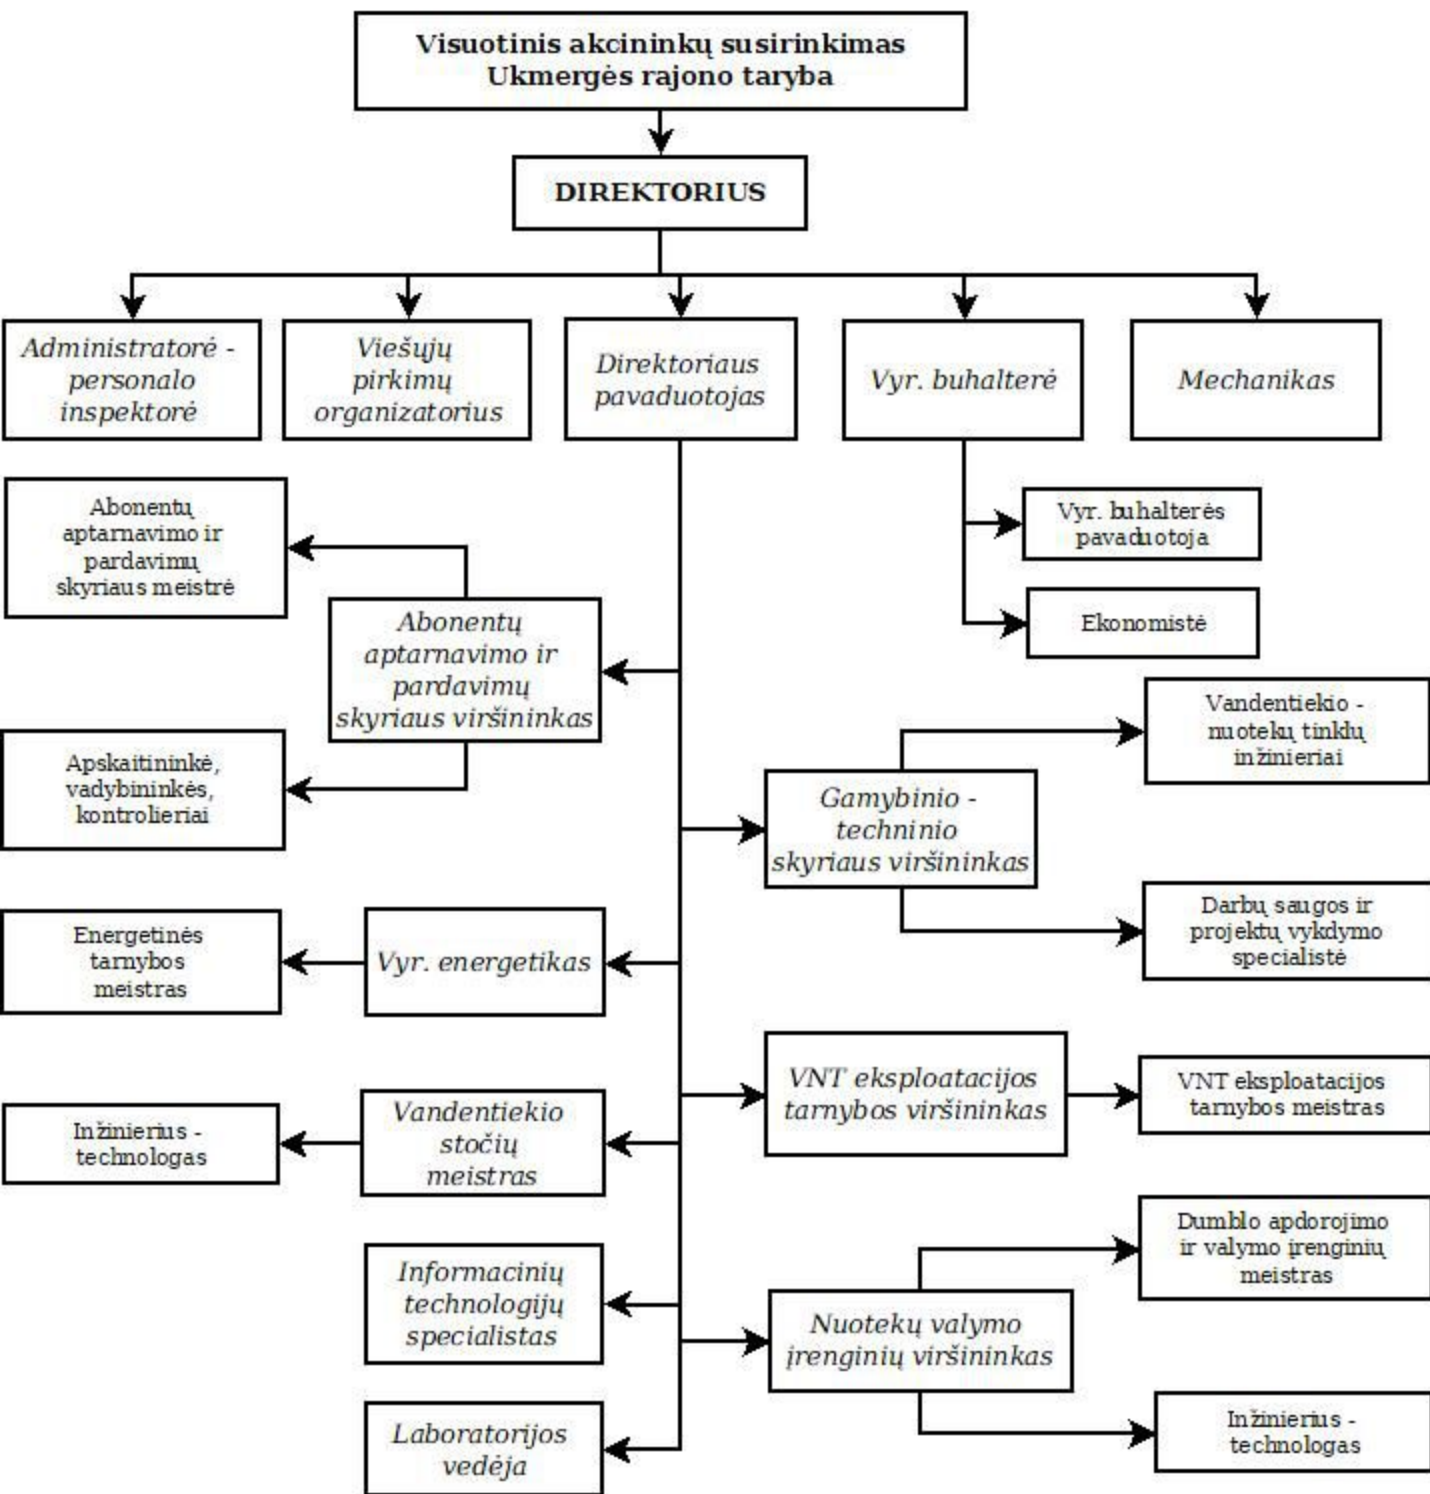 Visuotinis akcininkų susirinkimas
Ukmergės rajono taryba
DIREKTORIUS
Administratorė -
personalo
inspektorė
Viešųjų
pirkimų
organizatorius
Direktoriaus
pavaduotojas
Vyr. buhalterė
Mechanikas
Abonentų
aptarnavimo ir
pardavimų
skyriaus meistrė
Vyr. buhalterės
pavaduotoja
Ekonomistė
Abonentų
aptarnavimo ir
pardavimų
skyriaus viršininkas
Vandentiekio -
nuotekų tinklų
inžinieriai
Apskaitininkė,
vadybininkės,
kontrolieriai
Gamybinio -
techninio
skyriaus viršininkas
Darbų saugos ir
projektų vykdymo
specialistė
Energetinės
tarnybos
meistras
Vyr. energetikas
VNT eksploatacijos
tarnybos viršininkas
VNT eksploatacijos
tarnybos meistras
Inžinierius -
technologas
Vandentiekio
stočių
meistras
Dumblo apdorojimo
ir valymo įrenginių
meistras
Informacinių
technologijų
specialistas
Nuotekų valymo
įrenginių viršininkas
Laboratorijos
vedėja
Inžinierius -
technologas